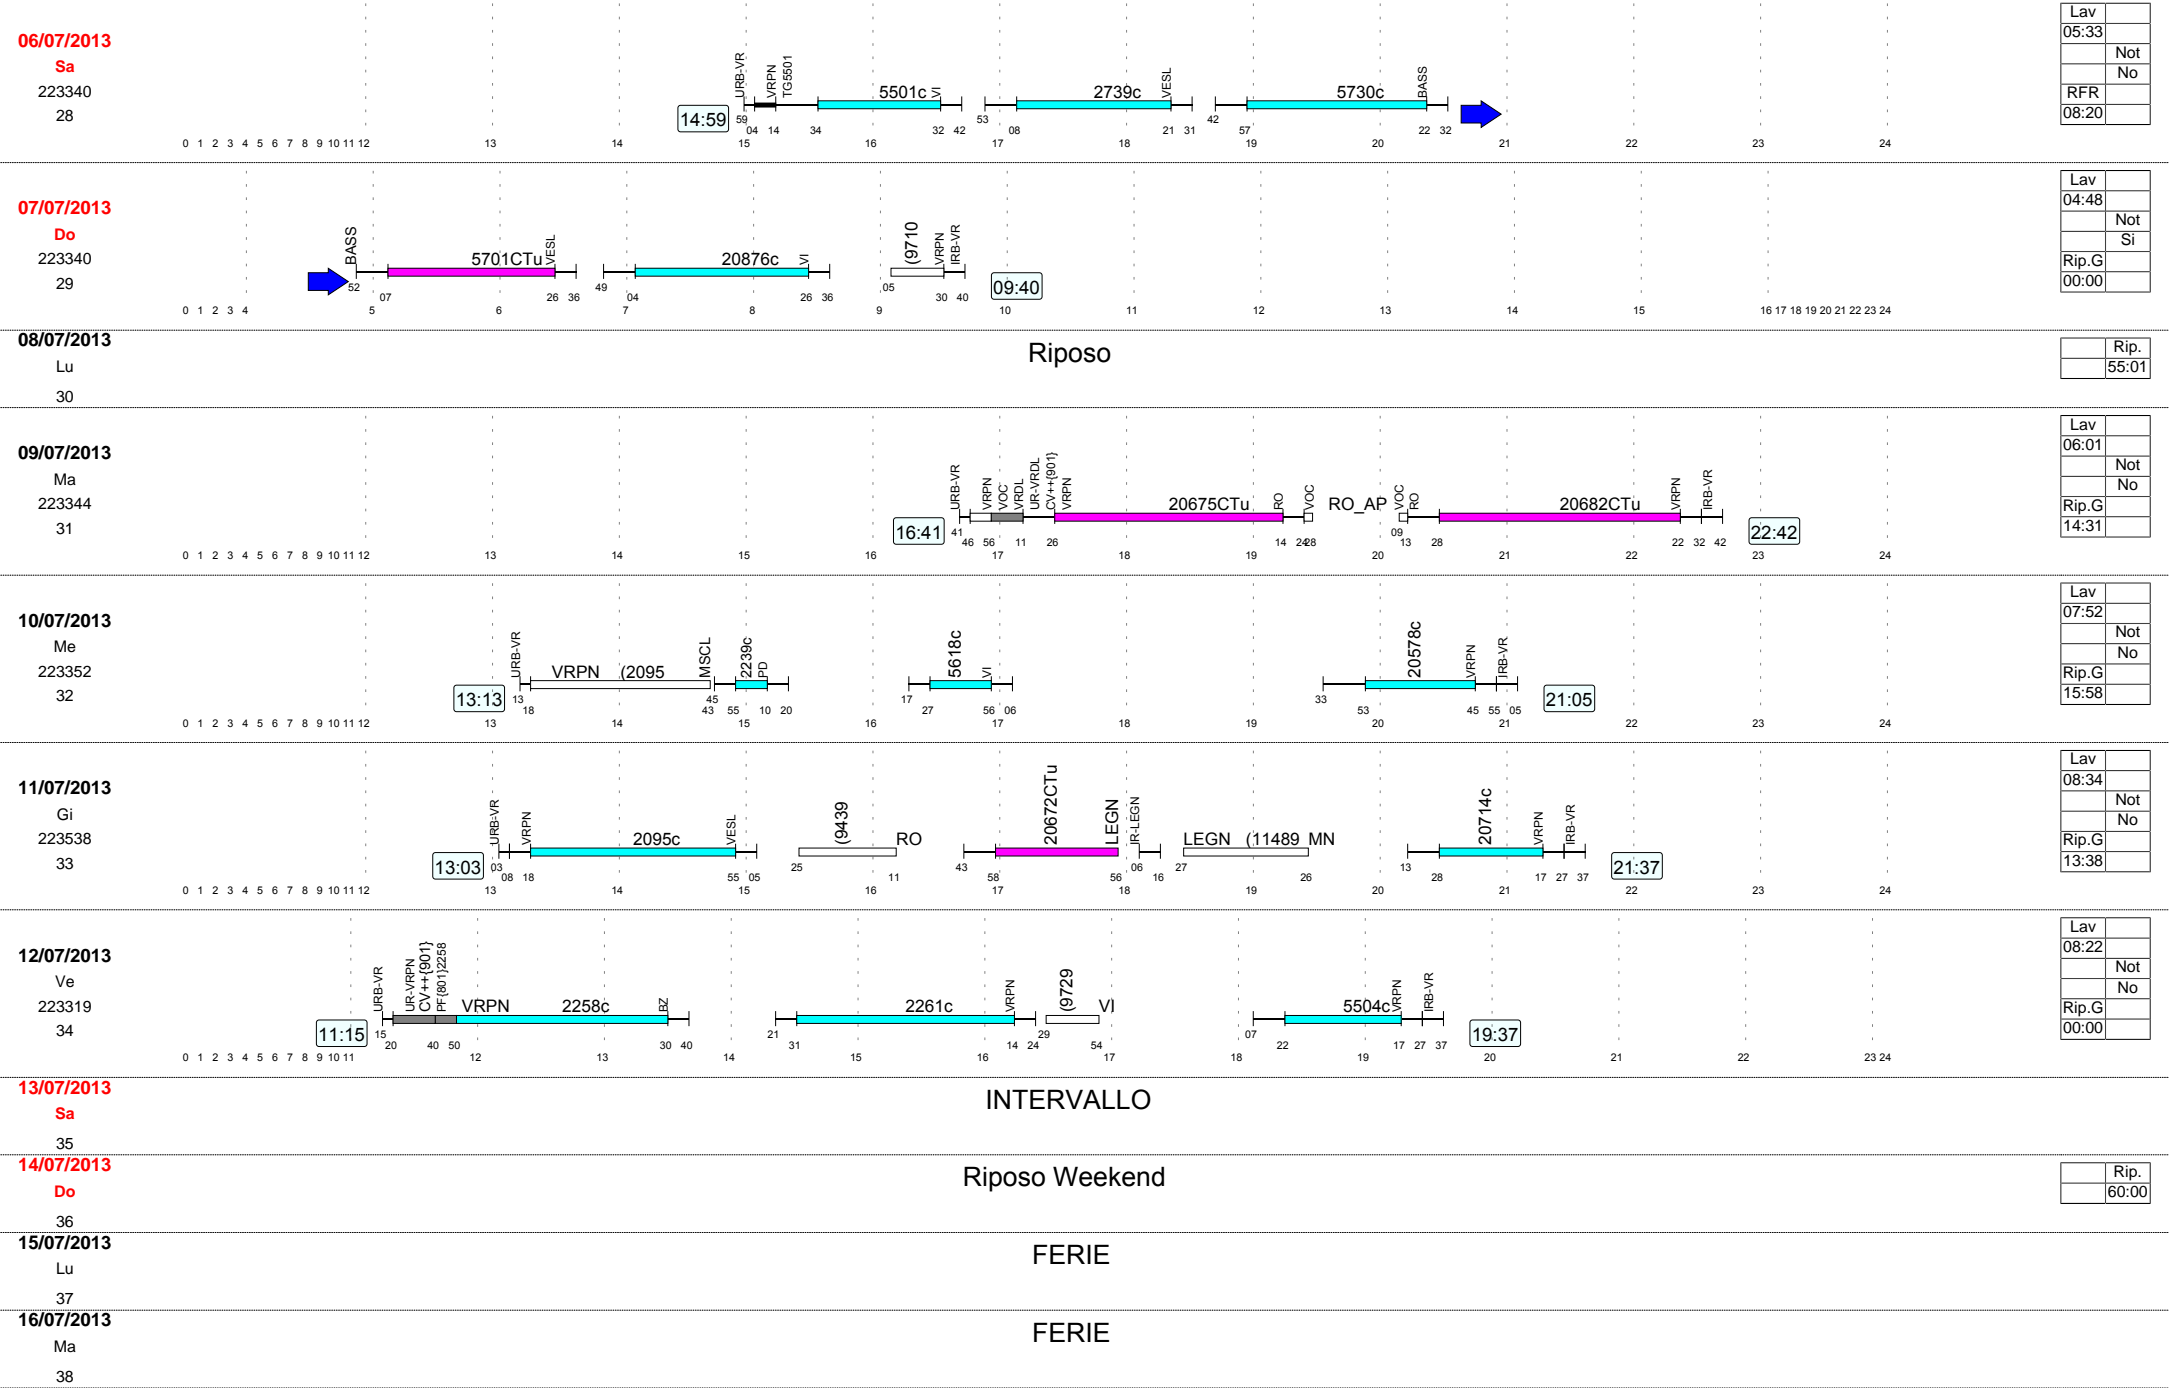 06/07/2013
Sa
223340
28
14:59
URB-VR VRPN TG5501 5501c VI 2739c VESL 5730c BASS
59 04 14 34 32 42 53 08 21 31 42 57 22 32
0 1 2 3 4 5 6 7 8 9 10 11 12 13 14 15 16 17 18 19 20 21 22 23 24
Lav
05:33
Not
No
RFR
08:20
07/07/2013
Do
223340
29
BASS 5701CTu VESL 20876c VI (9710 VRPN IRB-VR
52 07 26 36 49 04 26 36 05 30 40
09:40
0 1 2 3 4 5 6 7 8 9 10 11 12 13 14 15 16 17 18 19 20 21 22 23 24
Lav
04:48
Not
Si
Rip.G
00:00
08/07/2013
Lu
30
Riposo
Rip.
55:01
09/07/2013
Ma
223344
31
16:41
URB-VR VRPN VOC VRDL UR-VRDL CV++{901} VRPN 20675CTu RO VOC RO_AP VOC RO 20682CTu VRPN IRB-VR
41 46 56 11 26 14 24 28 09 13 28 22 32 42
22:42
0 1 2 3 4 5 6 7 8 9 10 11 12 13 14 15 16 17 18 19 20 21 22 23 24
Lav
06:01
Not
No
Rip.G
14:31
10/07/2013
Me
223352
32
13:13
URB-VR VRPN (2095 MSCL 2239c PD 5618c VI 20578c VRPN IRB-VR
13 18 43 45 55 10 20 17 27 56 06 33 53 45 55 05
21:05
0 1 2 3 4 5 6 7 8 9 10 11 12 13 14 15 16 17 18 19 20 21 22 23 24
Lav
07:52
Not
No
Rip.G
15:58
11/07/2013
Gi
223538
33
13:03
URB-VR VRPN 2095c VESL (9439 RO 20672CTu LEGN IR-LEGN LEGN (11489 MN 20714c VRPN IRB-VR
03 08 18 55 05 25 11 43 58 56 06 16 27 26 13 28 17 27 37
21:37
0 1 2 3 4 5 6 7 8 9 10 11 12 13 14 15 16 17 18 19 20 21 22 23 24
Lav
08:34
Not
No
Rip.G
13:38
12/07/2013
Ve
223319
34
11:15
URB-VR UR-VRPN CV++{901} PF{801}2258 VRPN 2258c BZ 2261c VRPN (9729 VI 5504c VRPN IRB-VR
15 20 40 50 30 40 21 31 14 24 29 54 07 22 17 27 37
19:37
0 1 2 3 4 5 6 7 8 9 10 11 12 13 14 15 16 17 18 19 20 21 22 23 24
Lav
08:22
Not
No
Rip.G
00:00
13/07/2013
Sa
35
INTERVALLO
14/07/2013
Do
36
Riposo Weekend
Rip.
60:00
15/07/2013
Lu
37
FERIE
16/07/2013
Ma
38
FERIE